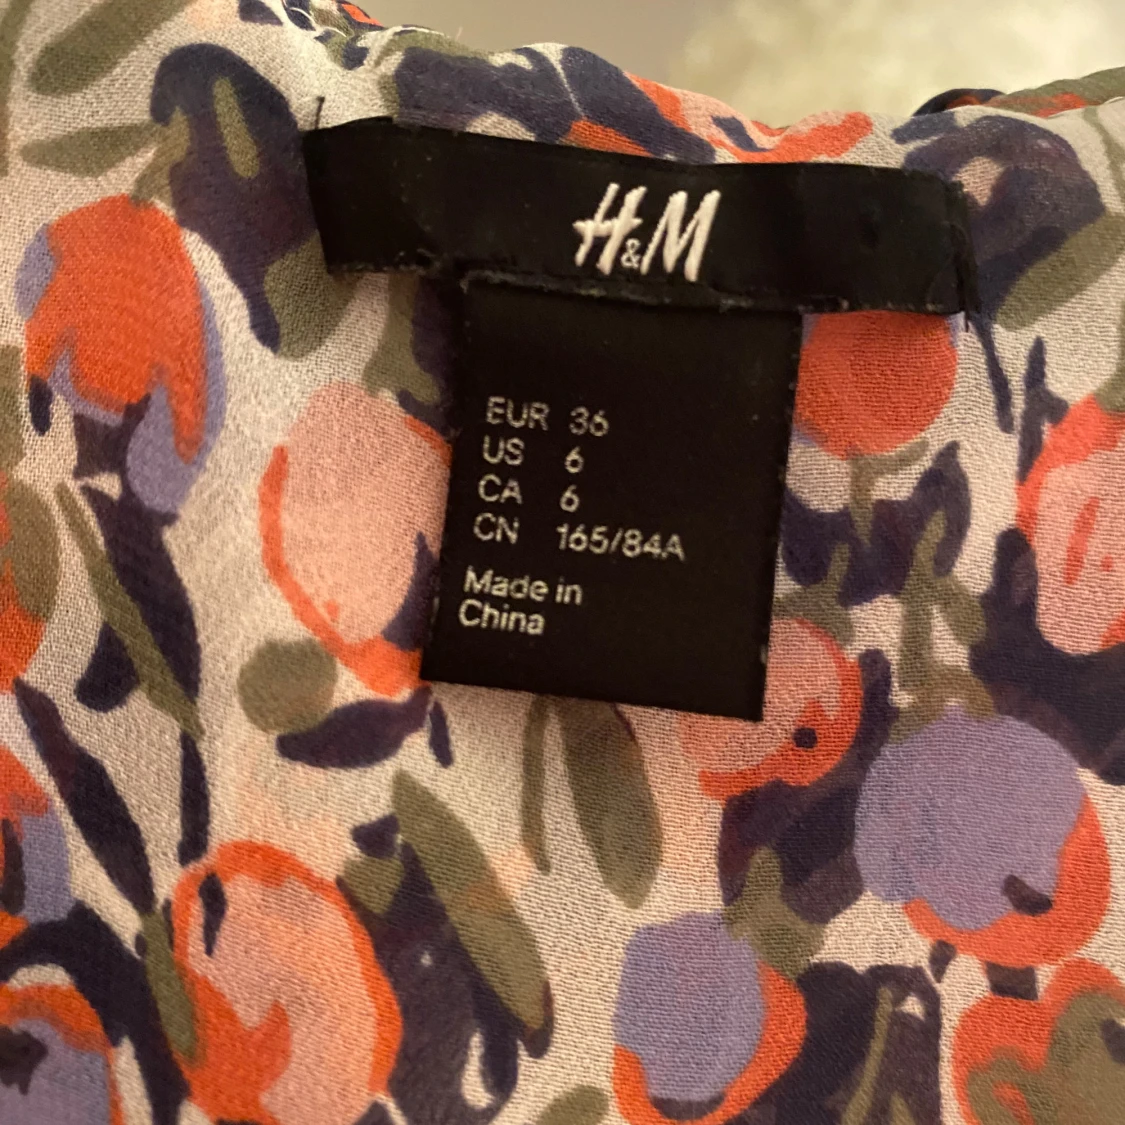 H&M
EUR 36
US 6
CA 6
CN 165/84A
Made in
China